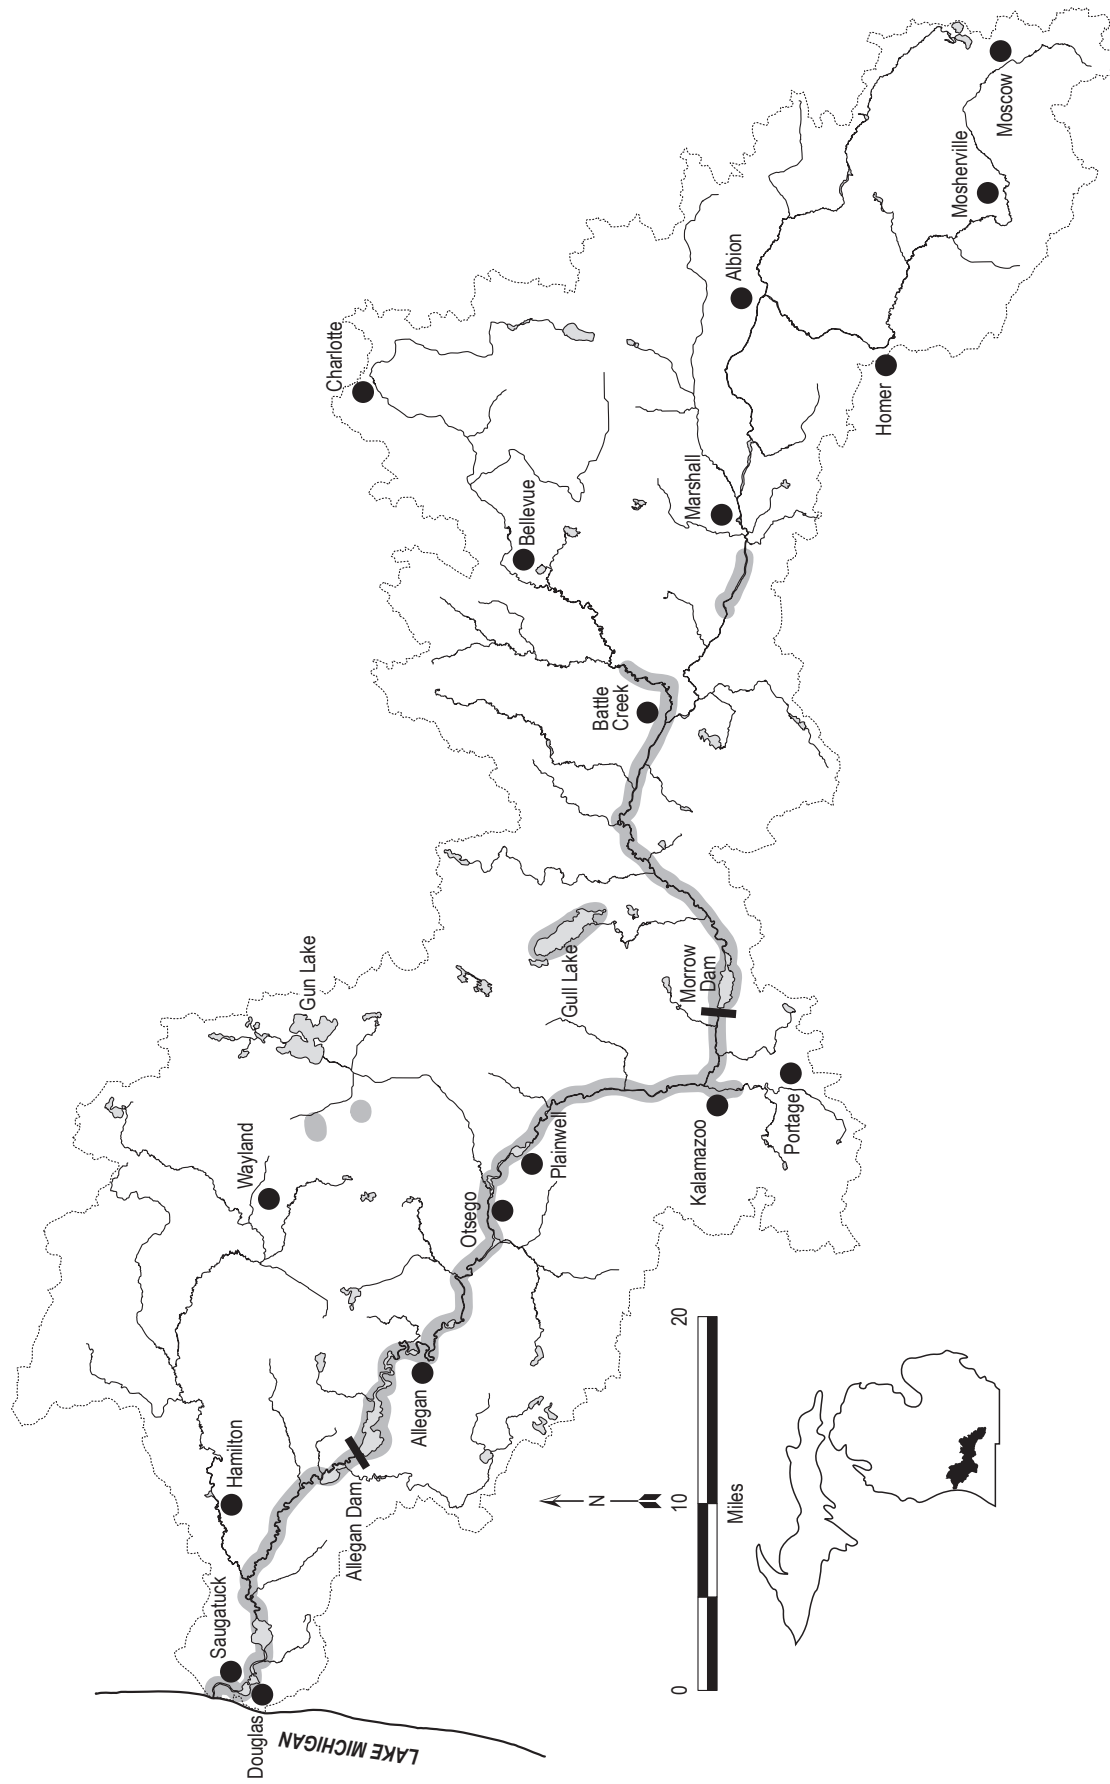 Charlotte
Bellevue
Albion
Marshall
Homer
Mosherville
Moscow
Battle
Creek
Gun Lake
Gull Lake
Morrow
Dam
Wayland
Otsego
Plainwell
Kalamazoo
Portage
Hamilton
Allegan
Allegan Dam
Saugatuck
Douglas
LAKE MICHIGAN
N
0
10
20
Miles